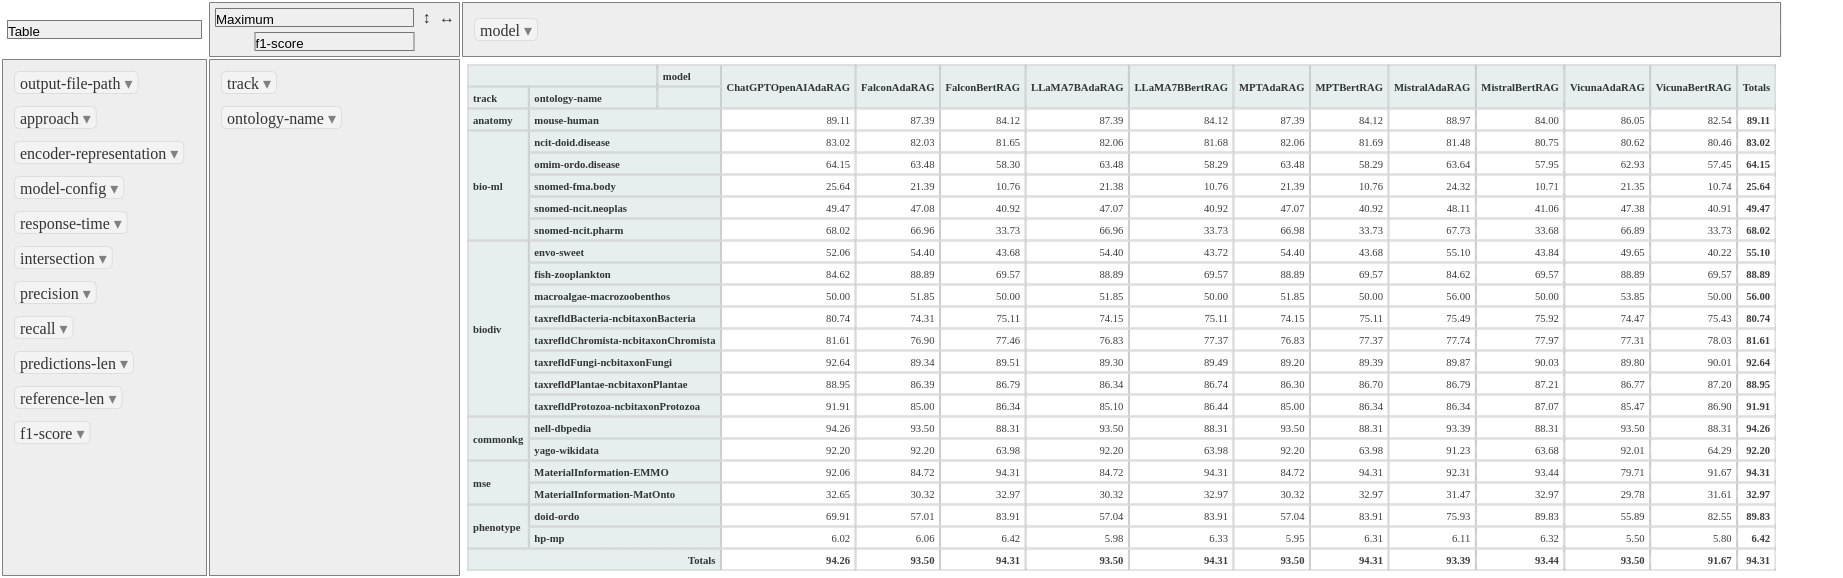 Table
Maximum ↕ ↔
f1-score
model ▾
output-file-path ▾
approach ▾
encoder-representation ▾
model-config ▾
response-time ▾
intersection ▾
precision ▾
recall ▾
predictions-len ▾
reference-len ▾
f1-score ▾
track ▾
ontology-name ▾
model ChatGPTOpenAIAdaRAG FalconAdaRAG FalconBertRAG LLaMA7BAdaRAG LLaMA7BBertRAG MPTAdaRAG MPTBertRAG MistralAdaRAG MistralBertRAG VicunaAdaRAG VicunaBertRAG Totals
track ontology-name
anatomy mouse-human 89.11 87.39 84.12 87.39 84.12 87.39 84.12 88.97 84.00 86.05 82.54 89.11
bio-ml ncit-doid.disease 83.02 82.03 81.65 82.06 81.68 82.06 81.69 81.48 80.75 80.62 80.46 83.02
omim-ordo.disease 64.15 63.48 58.30 63.48 58.29 63.48 58.29 63.64 57.95 62.93 57.45 64.15
snomed-fma.body 25.64 21.39 10.76 21.38 10.76 21.39 10.76 24.32 10.71 21.35 10.74 25.64
snomed-ncit.neoplas 49.47 47.08 40.92 47.07 40.92 47.07 40.92 48.11 41.06 47.38 40.91 49.47
snomed-ncit.pharm 68.02 66.96 33.73 66.96 33.73 66.98 33.73 67.73 33.68 66.89 33.73 68.02
biodiv envo-sweet 52.06 54.40 43.68 54.40 43.72 54.40 43.68 55.10 43.84 49.65 40.22 55.10
fish-zooplankton 84.62 88.89 69.57 88.89 69.57 88.89 69.57 84.62 69.57 88.89 69.57 88.89
macroalgae-macrozoobenthos 50.00 51.85 50.00 51.85 50.00 51.85 50.00 56.00 50.00 53.85 50.00 56.00
taxrefldBacteria-ncbitaxonBacteria 80.74 74.31 75.11 74.15 75.11 74.15 75.11 75.49 75.92 74.47 75.43 80.74
taxrefldChromista-ncbitaxonChromista 81.61 76.90 77.46 76.83 77.37 76.83 77.37 77.74 77.97 77.31 78.03 81.61
taxrefldFungi-ncbitaxonFungi 92.64 89.34 89.51 89.30 89.49 89.20 89.39 89.87 90.03 89.80 90.01 92.64
taxrefldPlantae-ncbitaxonPlantae 88.95 86.39 86.79 86.34 86.74 86.30 86.70 86.79 87.21 86.77 87.20 88.95
taxrefldProtozoa-ncbitaxonProtozoa 91.91 85.00 86.34 85.10 86.44 85.00 86.34 86.34 87.07 85.47 86.90 91.91
commonkg nell-dbpedia 94.26 93.50 88.31 93.50 88.31 93.50 88.31 93.39 88.31 93.50 88.31 94.26
yago-wikidata 92.20 92.20 63.98 92.20 63.98 92.20 63.98 91.23 63.68 92.01 64.29 92.20
mse MaterialInformation-EMMO 92.06 84.72 94.31 84.72 94.31 84.72 94.31 92.31 93.44 79.71 91.67 94.31
MaterialInformation-MatOnto 32.65 30.32 32.97 30.32 32.97 30.32 32.97 31.47 32.97 29.78 31.61 32.97
phenotype doid-ordo 69.91 57.01 83.91 57.04 83.91 57.04 83.91 75.93 89.83 55.89 82.55 89.83
hp-mp 6.02 6.06 6.42 5.98 6.33 5.95 6.31 6.11 6.32 5.50 5.80 6.42
Totals 94.26 93.50 94.31 93.50 94.31 93.50 94.31 93.39 93.44 93.50 91.67 94.31